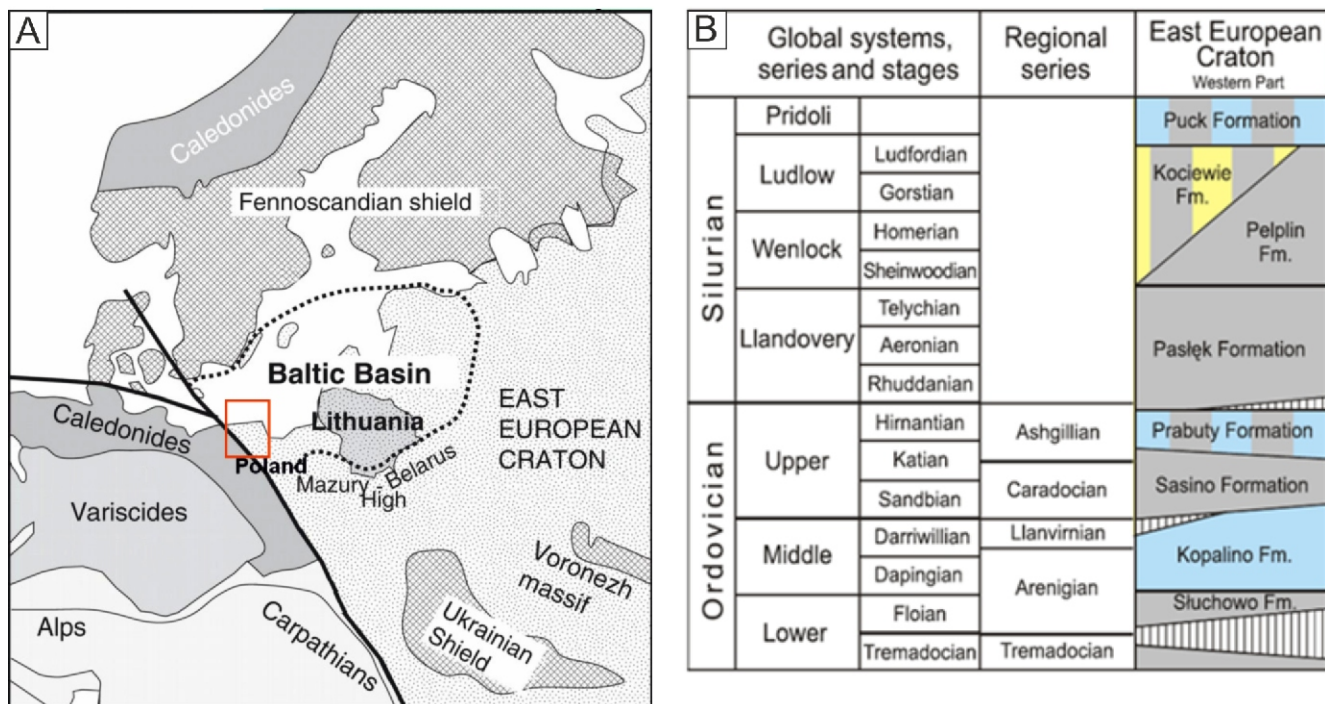 A
Caledonides
Fennoscandian shield
Baltic Basin
Lithuania
EAST
EUROPEAN
CRATON
Caledonides
Poland
Mazury - Belarus
High
Variscides
Voronezh
massif
Ukrainian
Shield
Alps
Carpathians
B
Global systems,
series and stages
Regional
series
East European
Craton
Western Part
Silurian
Pridoli
Ludlow
Ludfordian
Gorstian
Wenlock
Homerian
Sheinwoodian
Llandovery
Telychian
Aeronian
Rhuddanian
Puck Formation
Kociewie
Fm.
Pelplin
Fm.
Pasłęk Formation
Ordovician
Upper
Hirnantian
Katian
Sandbian
Ashgillian
Caradocian
Prabuty Formation
Sasino Formation
Middle
Darriwillian
Dapingian
Llanvirnian
Arenigian
Kopalino Fm.
Lower
Floian
Tremadocian
Tremadocian
Słuchowo Fm.